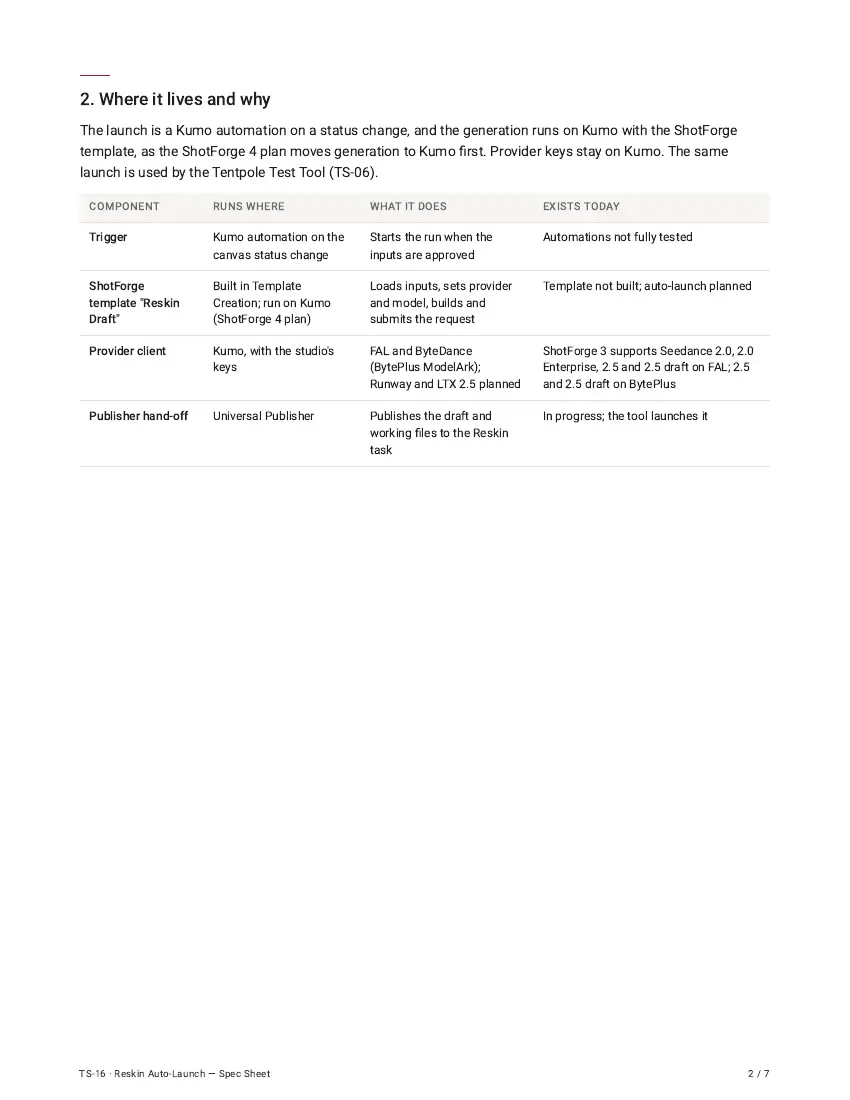 2. Where it lives and why
The launch is a Kumo automation on a status change, and the generation runs on Kumo with the ShotForge
template, as the ShotForge 4 plan moves generation to Kumo first. Provider keys stay on Kumo. The same
launch is used by the Tentpole Test Tool (TS-06).
COMPONENT RUNS WHERE WHAT IT DOES EXISTS TODAY
Trigger Kumo automation on the Starts the run when the Automations not fully tested
canvas status change inputs are approved
ShotForge Built in Template Loads inputs, sets provider Template not built; auto-launch planned
template "Reskin Creation; run on Kumo and model, builds and
Draft" (ShotForge 4 plan) submits the request
Provider client Kumo, with the studio's FAL and ByteDance ShotForge 3 supports Seedance 2.0, 2.0
keys (BytePlus ModelArk); Enterprise, 2.5 and 2.5 draft on FAL; 2.5
Runway and LTX 2.5 planned and 2.5 draft on BytePlus
Publisher hand-off Universal Publisher Publishes the draft and In progress; the tool launches it
working files to the Reskin
task
TS-16 · Reskin Auto-Launch — Spec Sheet 2 / 7